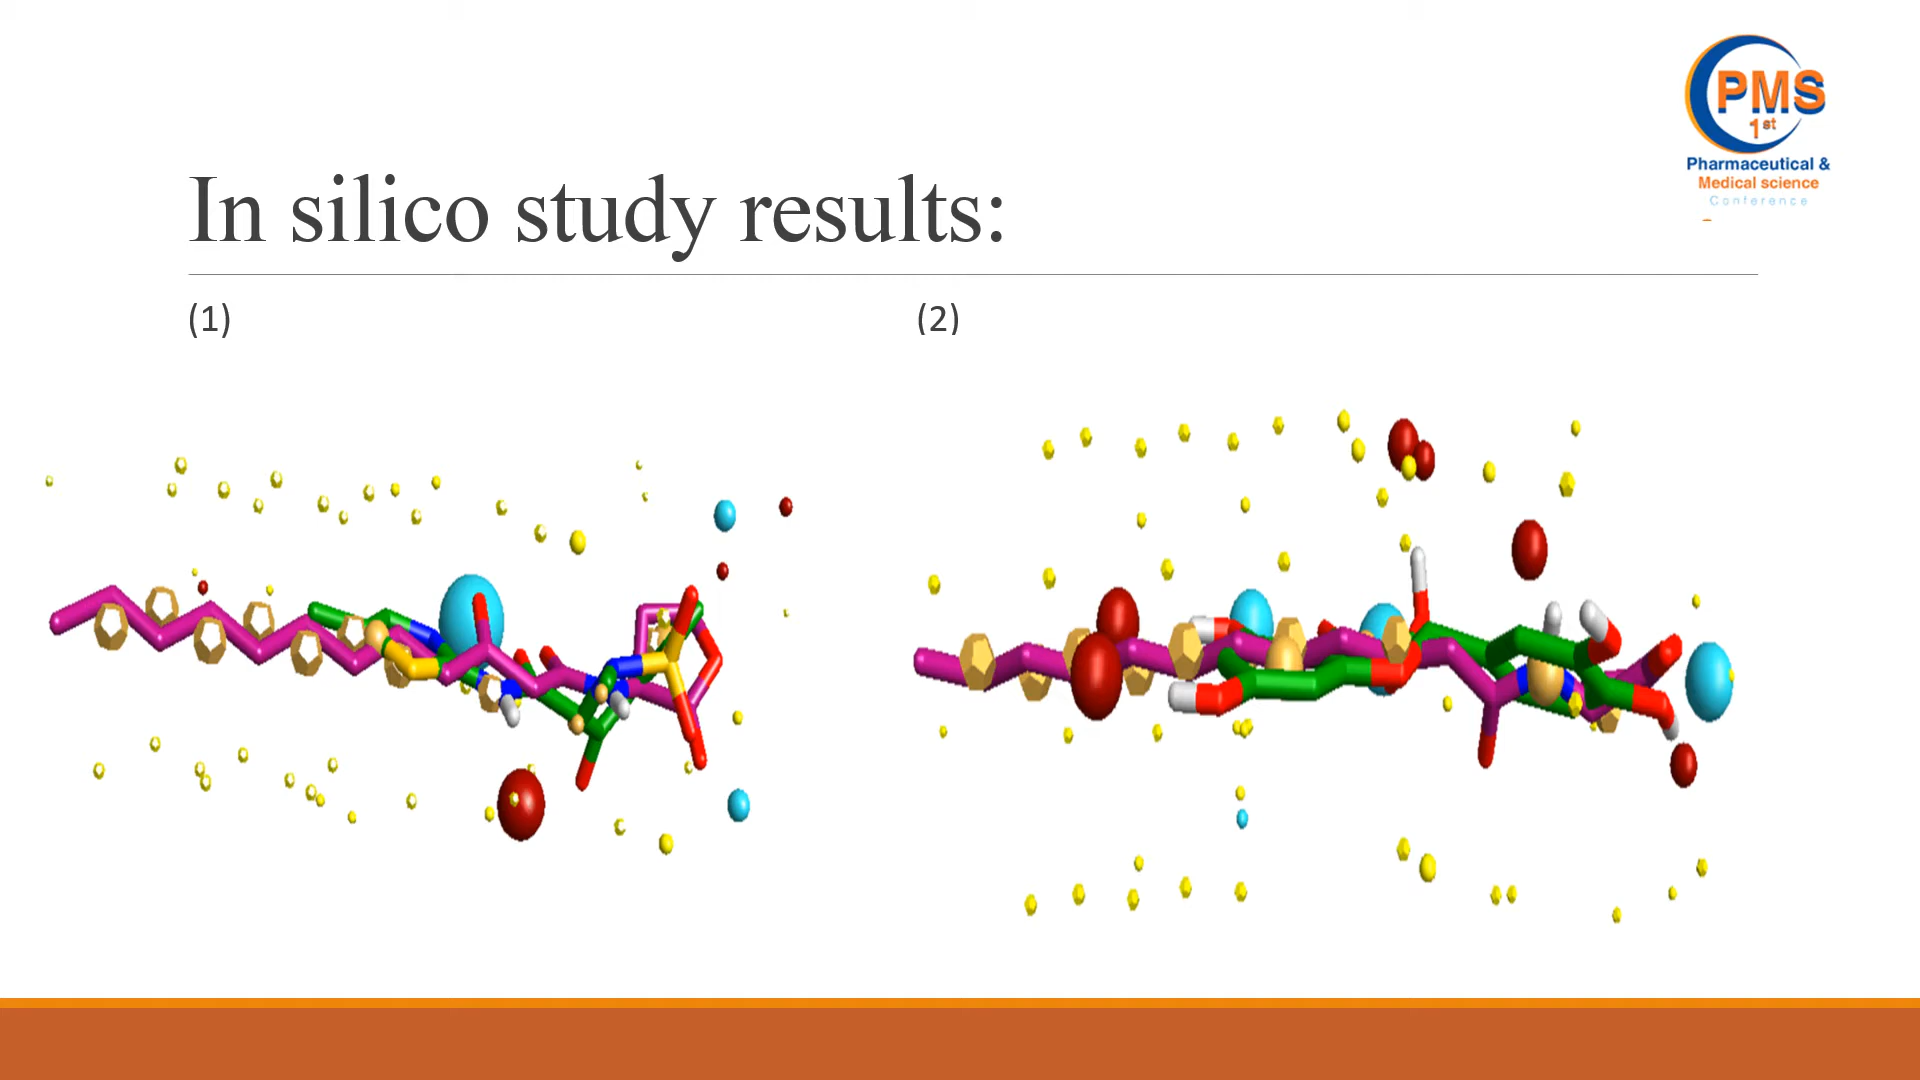 PMS
1st
Pharmaceutical &
Medical science
Conference
In silico study results:
(1)
(2)